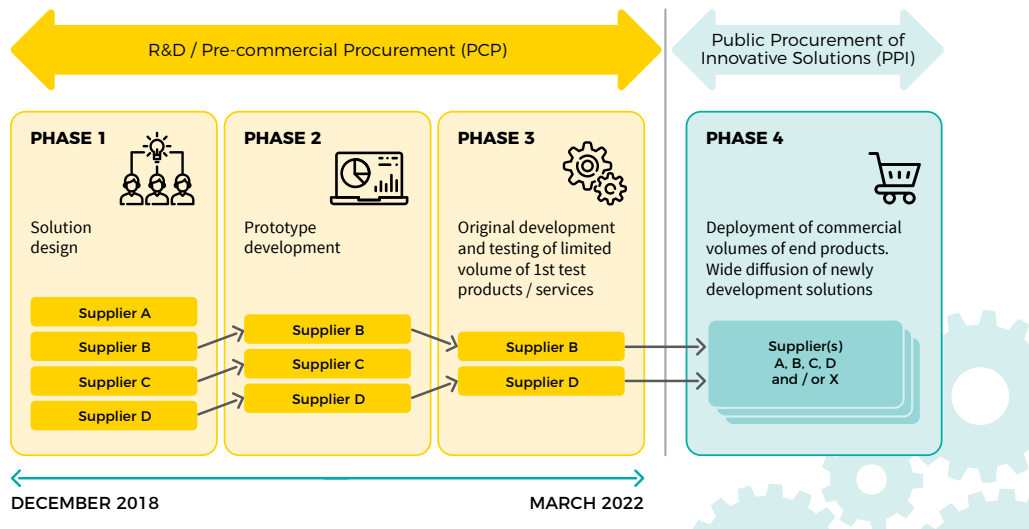 R&D / Pre-commercial Procurement (PCP)
Public Procurement of
Innovative Solutions (PPI)
PHASE 1
Solution
design
Supplier A
Supplier B
Supplier C
Supplier D
PHASE 2
Prototype
development
Supplier B
Supplier C
Supplier D
PHASE 3
Original development
and testing of limited
volume of 1st test
products / services
Supplier B
Supplier D
PHASE 4
Deployment of commercial
volumes of end products.
Wide diffusion of newly
development solutions
Supplier(s)
A, B, C, D
and / or X
DECEMBER 2018
MARCH 2022